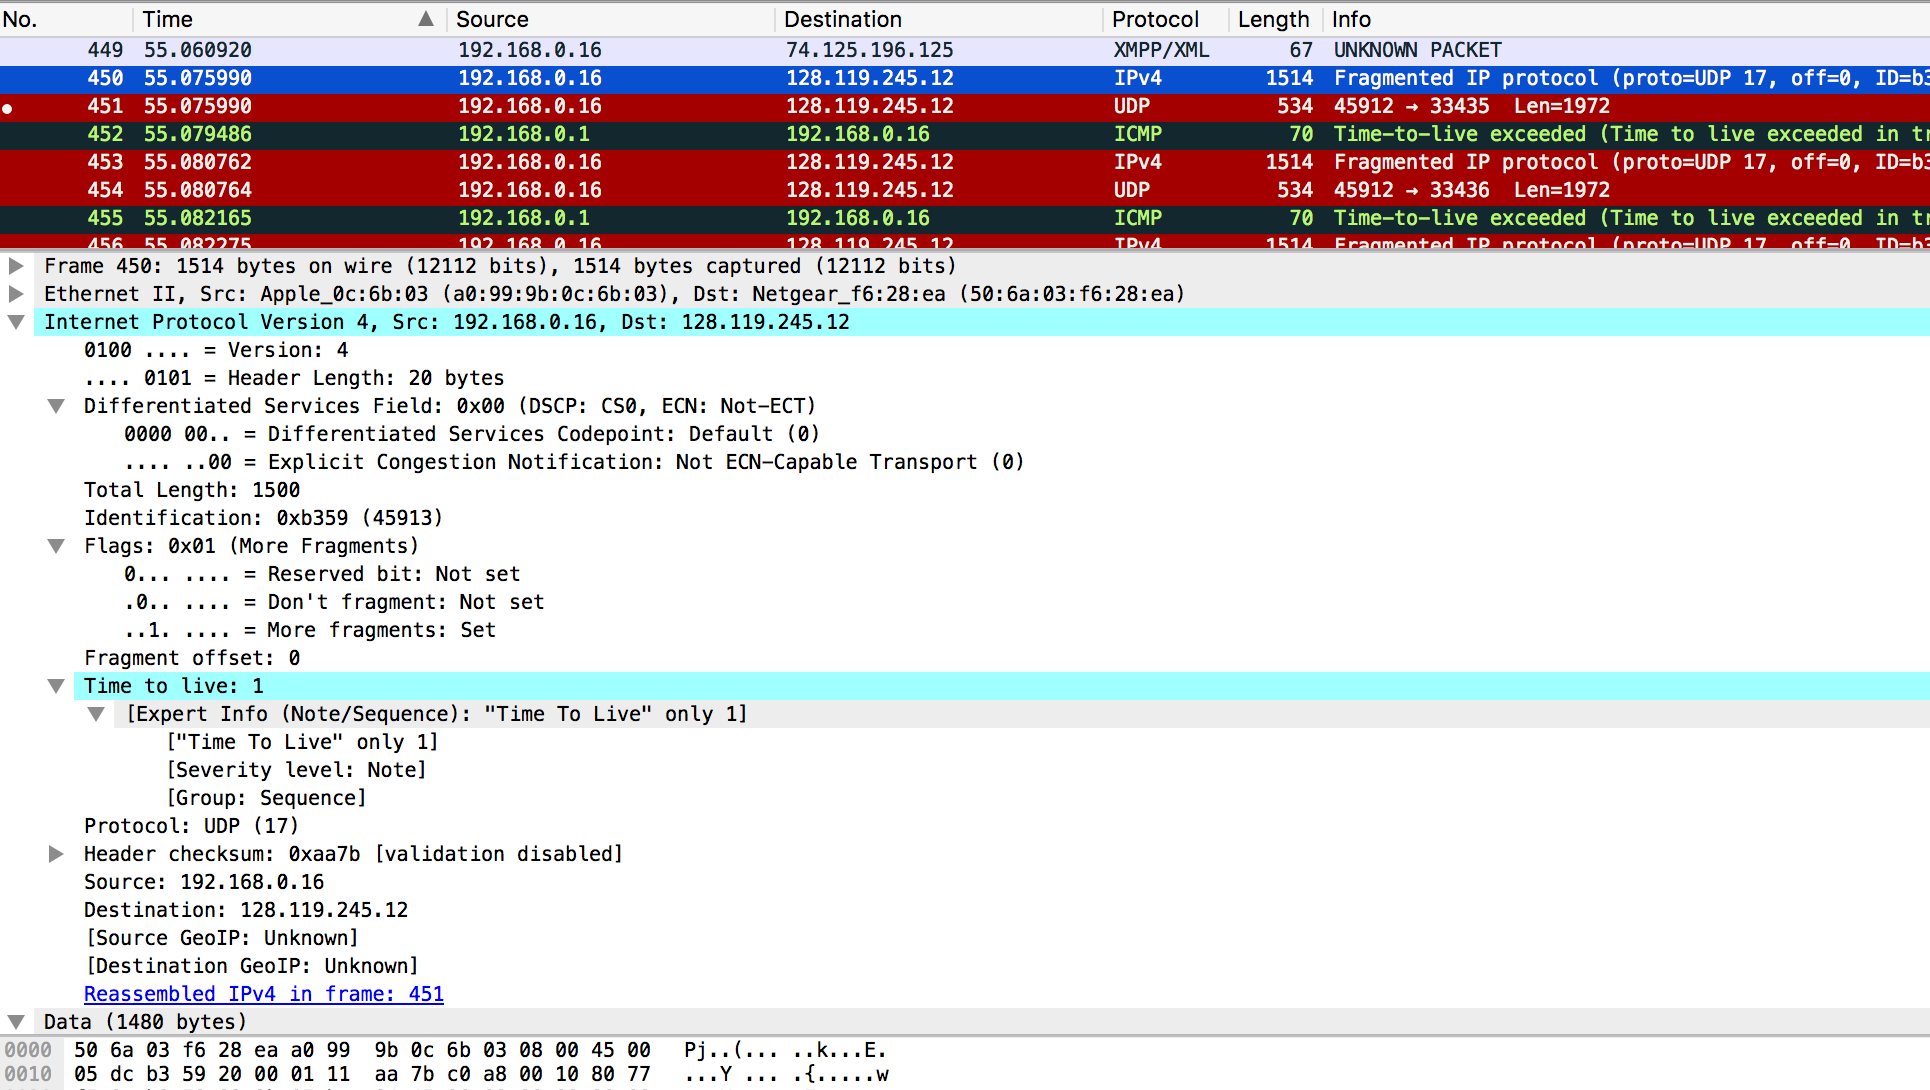 No. Time Source Destination Protocol Length Info
449 55.060920 192.168.0.16 74.125.196.125 XMPP/XML 67 UNKNOWN PACKET
450 55.075990 192.168.0.16 128.119.245.12 IPv4 1514 Fragmented IP protocol (proto=UDP 17, off=0, ID=b3
451 55.075990 192.168.0.16 128.119.245.12 UDP 534 45912 → 33435 Len=1972
452 55.079486 192.168.0.1 192.168.0.16 ICMP 70 Time-to-live exceeded (Time to live exceeded in tr
453 55.080762 192.168.0.16 128.119.245.12 IPv4 1514 Fragmented IP protocol (proto=UDP 17, off=0, ID=b3
454 55.080764 192.168.0.16 128.119.245.12 UDP 534 45912 → 33436 Len=1972
455 55.082165 192.168.0.1 192.168.0.16 ICMP 70 Time-to-live exceeded (Time to live exceeded in tr
456 55.082275 192.168.0.16 128.119.245.12 IPv4 1514 Fragmented IP protocol (proto=UDP 17, off=0, ID=b3
Frame 450: 1514 bytes on wire (12112 bits), 1514 bytes captured (12112 bits)
Ethernet II, Src: Apple_0c:6b:03 (a0:99:9b:0c:6b:03), Dst: Netgear_f6:28:ea (50:6a:03:f6:28:ea)
Internet Protocol Version 4, Src: 192.168.0.16, Dst: 128.119.245.12
0100 .... = Version: 4
.... 0101 = Header Length: 20 bytes
Differentiated Services Field: 0x00 (DSCP: CS0, ECN: Not-ECT)
0000 00.. = Differentiated Services Codepoint: Default (0)
.... ..00 = Explicit Congestion Notification: Not ECN-Capable Transport (0)
Total Length: 1500
Identification: 0xb359 (45913)
Flags: 0x01 (More Fragments)
0... .... = Reserved bit: Not set
.0.. .... = Don't fragment: Not set
..1. .... = More fragments: Set
Fragment offset: 0
Time to live: 1
[Expert Info (Note/Sequence): "Time To Live" only 1]
["Time To Live" only 1]
[Severity level: Note]
[Group: Sequence]
Protocol: UDP (17)
Header checksum: 0xaa7b [validation disabled]
Source: 192.168.0.16
Destination: 128.119.245.12
[Source GeoIP: Unknown]
[Destination GeoIP: Unknown]
Reassembled IPv4 in frame: 451
Data (1480 bytes)
0000 50 6a 03 f6 28 ea a0 99 9b 0c 6b 03 08 00 45 00 Pj..(... ..k...E.
0010 05 dc b3 59 20 00 01 11 aa 7b c0 a8 00 10 80 77 ...Y ... .{.....w